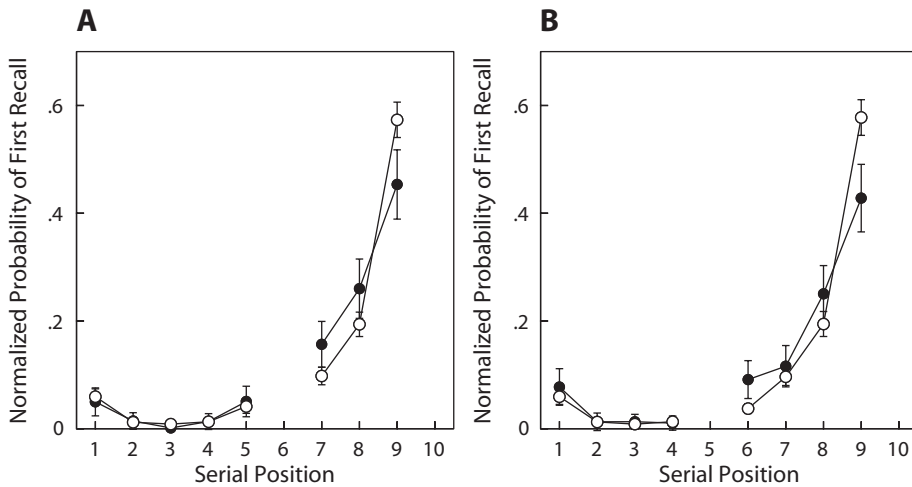 A
B
Normalized Probability of First Recall
.6
.4
.2
0
1 2 3 4 5 6 7 8 9 10
Serial Position
Normalized Probability of First Recall
.6
.4
.2
0
1 2 3 4 5 6 7 8 9 10
Serial Position